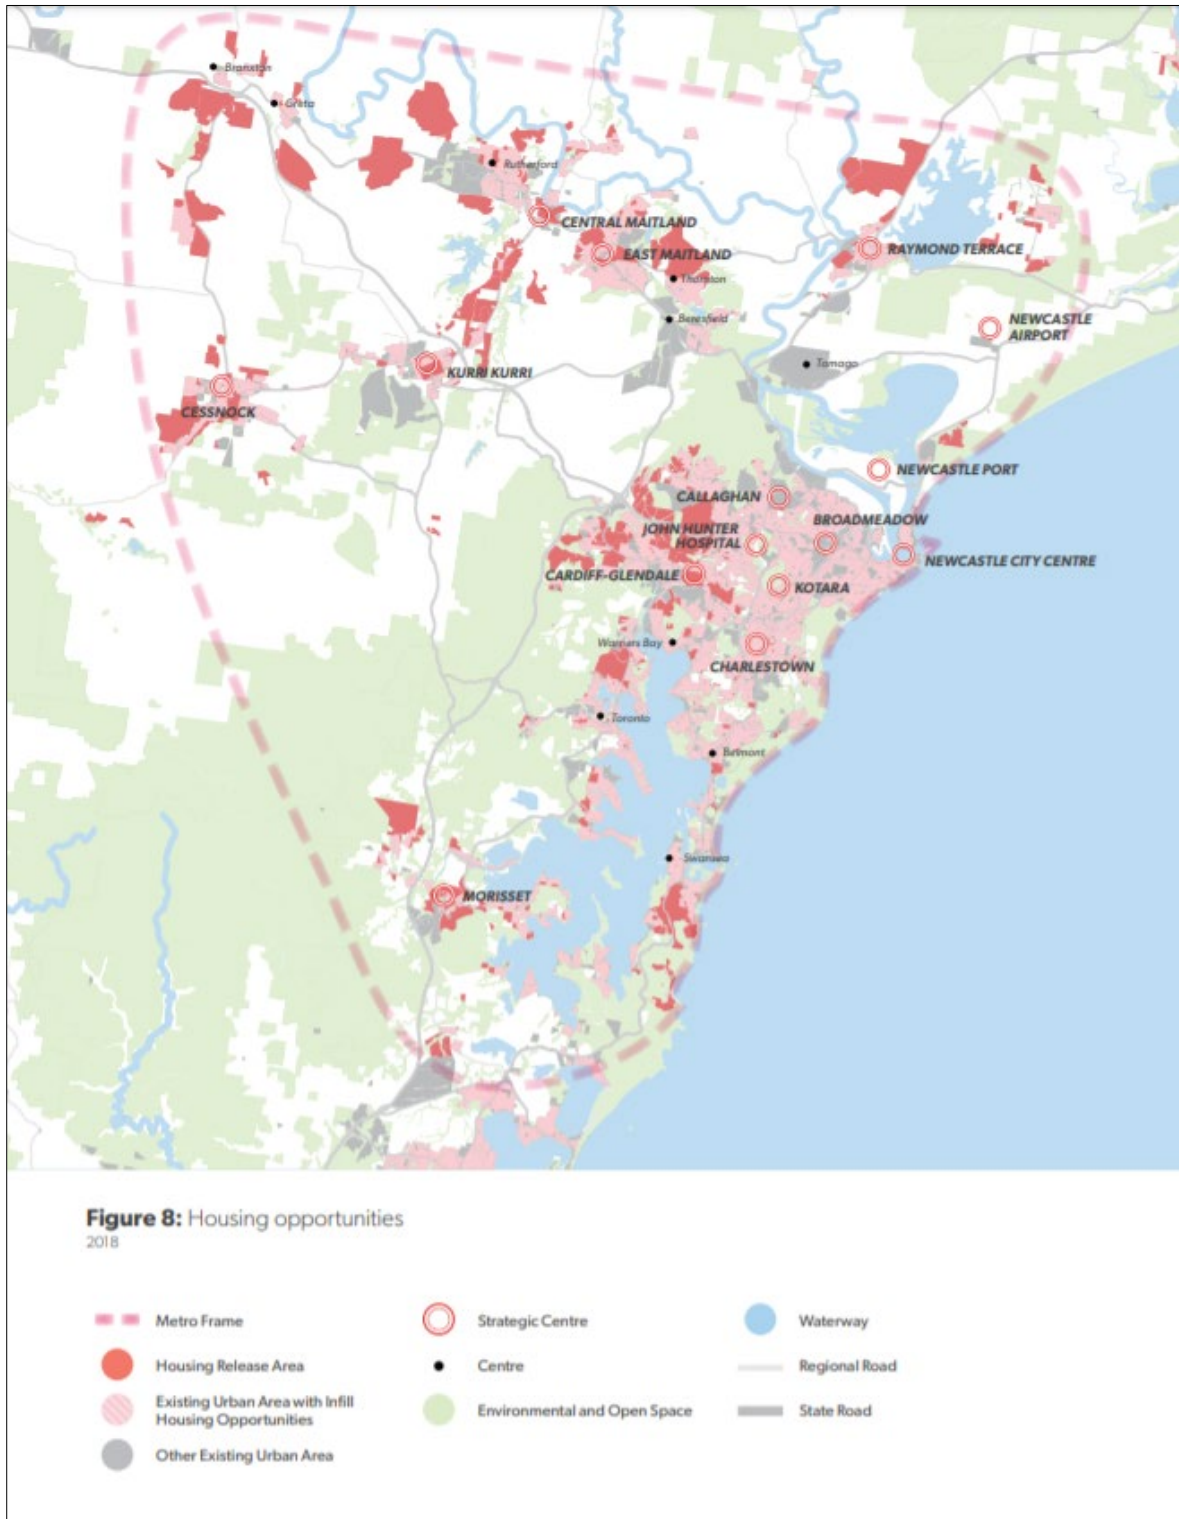 Branxton
Greta
Rutherford
CENTRAL MAITLAND
EAST MAITLAND
RAYMOND TERRACE
Thornton
Beresfield
NEWCASTLE
AIRPORT
Tomago
KURRI KURRI
CESSNOCK
NEWCASTLE PORT
CALLAGHAN
BROADMEADOW
JOHN HUNTER
HOSPITAL
NEWCASTLE CITY CENTRE
CARDIFF-GLENDALE
KOTARA
Warners Bay
CHARLESTOWN
Toronto
Belmont
Swansea
MORISSET
Figure 8: Housing opportunities
2018
Metro Frame
Strategic Centre
Waterway
Housing Release Area
Centre
Regional Road
Existing Urban Area with Infill
Housing Opportunities
Environmental and Open Space
State Road
Other Existing Urban Area